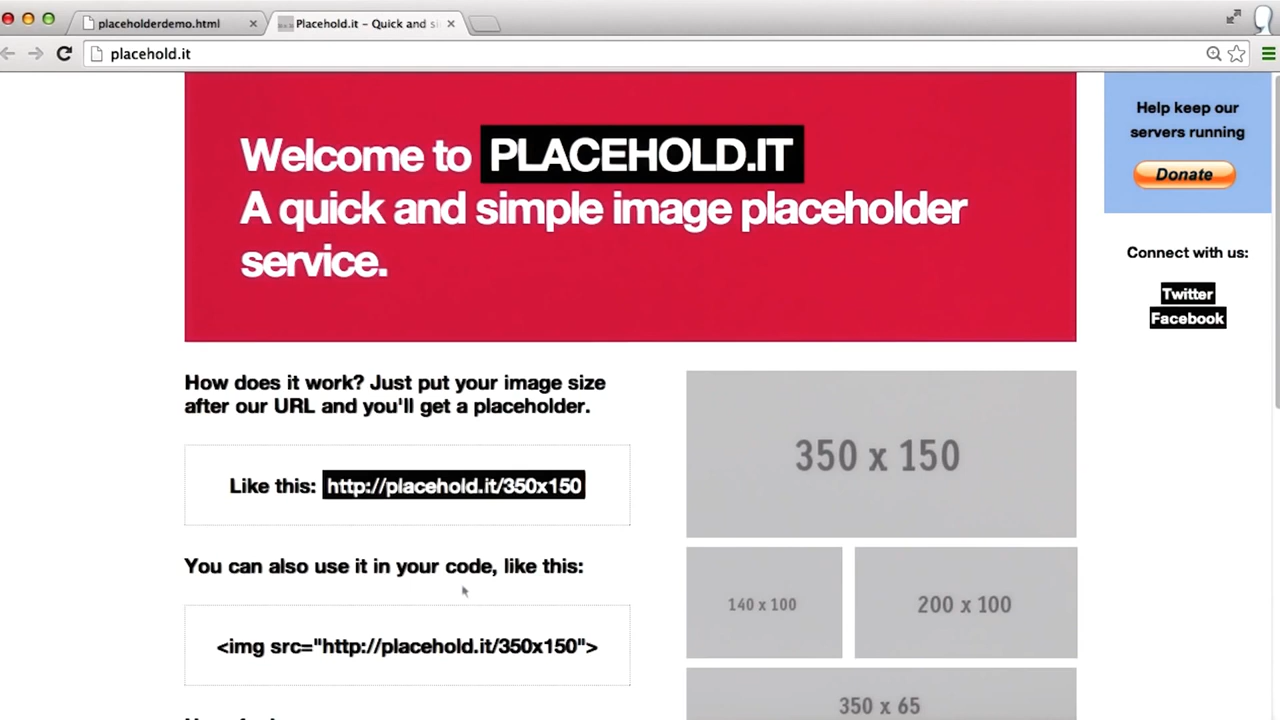 placeholderdemo.html
Placehold.it - Quick and si
placehold.it
Welcome to PLACEHOLD.IT
A quick and simple image placeholder
service.
Help keep our
servers running
Donate
Connect with us:
Twitter
Facebook
How does it work? Just put your image size
after our URL and you'll get a placeholder.
Like this: http://placehold.it/350x150
You can also use it in your code, like this:
<img src="http://placehold.it/350x150">
350 x 150
140 x 100
200 x 100
350 x 65